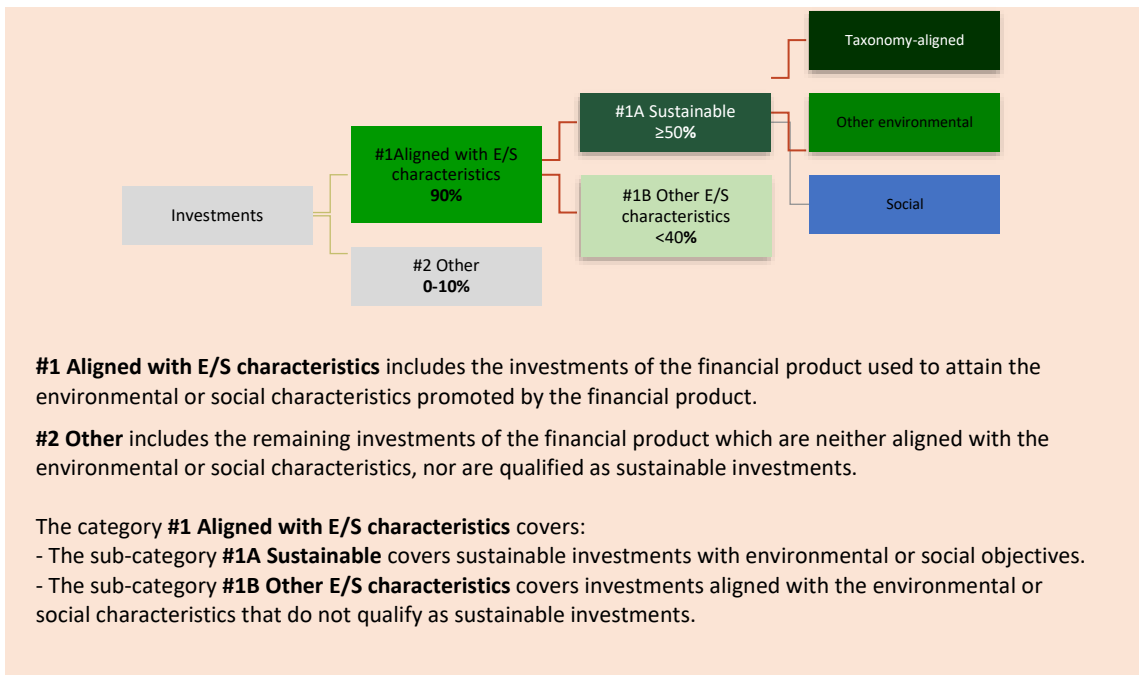 Taxonomy-aligned
#1A Sustainable
≥50%
Other environmental
#1Aligned with E/S
characteristics
90%
#1B Other E/S
characteristics
<40%
Social
Investments
#2 Other
0-10%
#1 Aligned with E/S characteristics includes the investments of the financial product used to attain the
environmental or social characteristics promoted by the financial product.
#2 Other includes the remaining investments of the financial product which are neither aligned with the
environmental or social characteristics, nor are qualified as sustainable investments.
The category #1 Aligned with E/S characteristics covers:
- The sub-category #1A Sustainable covers sustainable investments with environmental or social objectives.
- The sub-category #1B Other E/S characteristics covers investments aligned with the environmental or
social characteristics that do not qualify as sustainable investments.